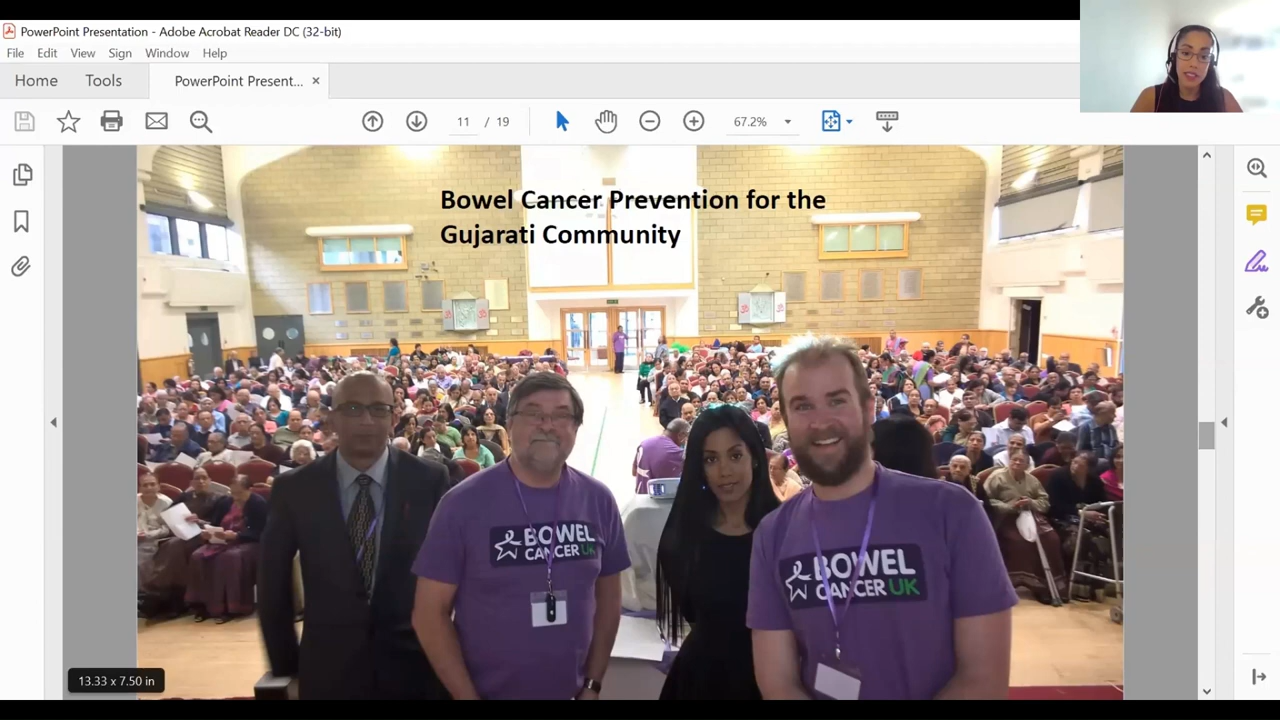 PowerPoint Presentation - Adobe Acrobat Reader DC (32-bit)
File Edit View Sign Window Help
Home Tools PowerPoint Present... ×
11 / 19 67.2%
Bowel Cancer Prevention for the
Gujarati Community
BOWEL
CANCER UK
BOWEL
CANCER UK
13.33 x 7.50 in